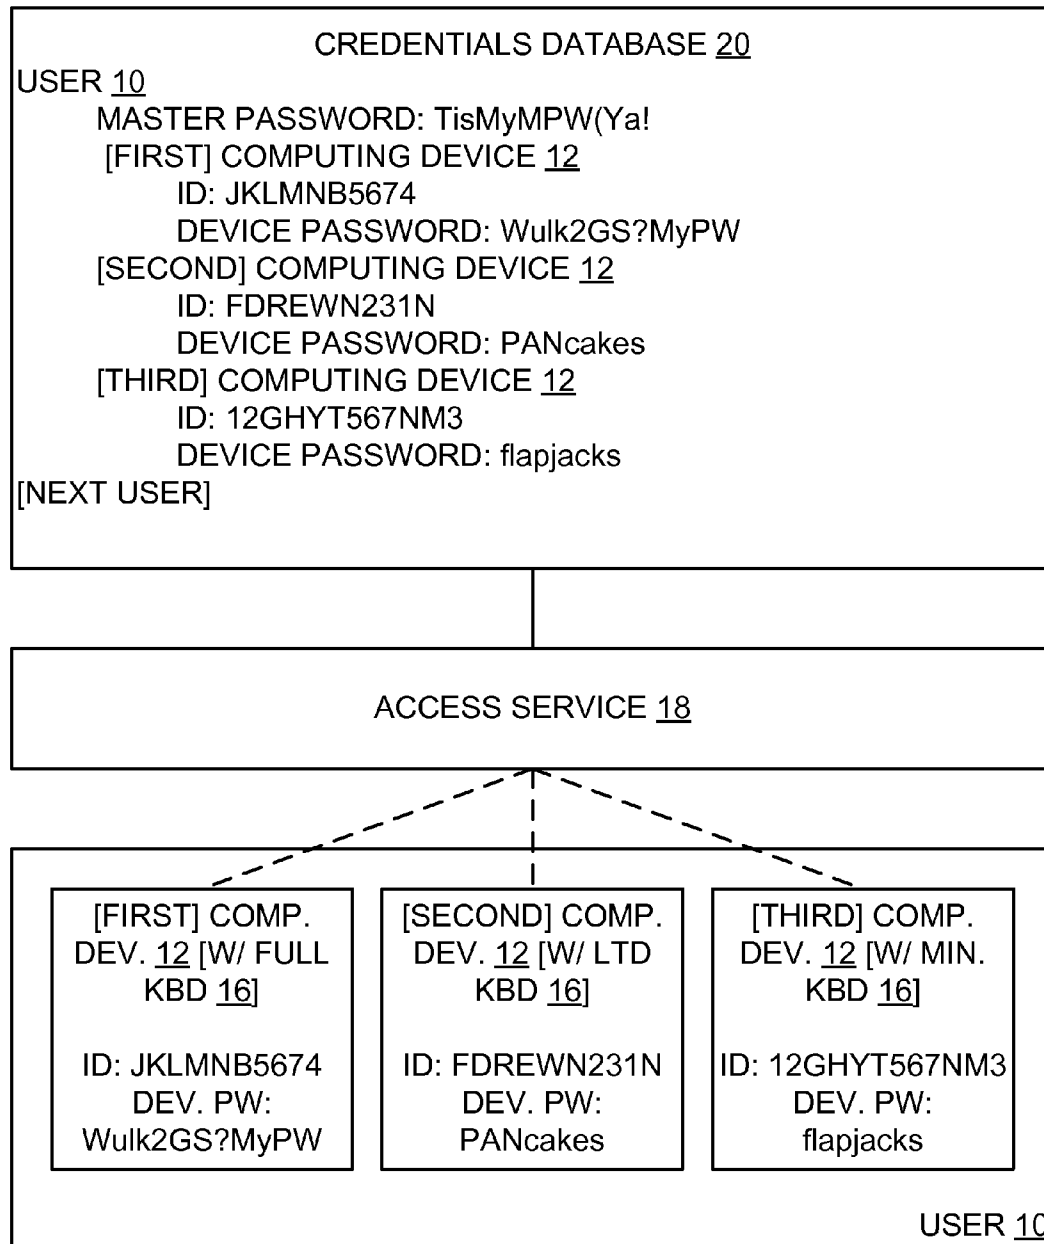 CREDENTIALS DATABASE 20
USER 10
MASTER PASSWORD: TisMyMPW(Ya!
[FIRST] COMPUTING DEVICE 12
ID: JKLMNB5674
DEVICE PASSWORD: Wulk2GS?MyPW
[SECOND] COMPUTING DEVICE 12
ID: FDREWN231N
DEVICE PASSWORD: PANcakes
[THIRD] COMPUTING DEVICE 12
ID: 12GHYT567NM3
DEVICE PASSWORD: flapjacks
[NEXT USER]
ACCESS SERVICE 18
[FIRST] COMP.
DEV. 12 [W/ FULL
KBD 16]
ID: JKLMNB5674
DEV. PW:
Wulk2GS?MyPW
[SECOND] COMP.
DEV. 12 [W/ LTD
KBD 16]
ID: FDREWN231N
DEV. PW:
PANcakes
[THIRD] COMP.
DEV. 12 [W/ MIN.
KBD 16]
ID: 12GHYT567NM3
DEV. PW:
flapjacks
USER 10